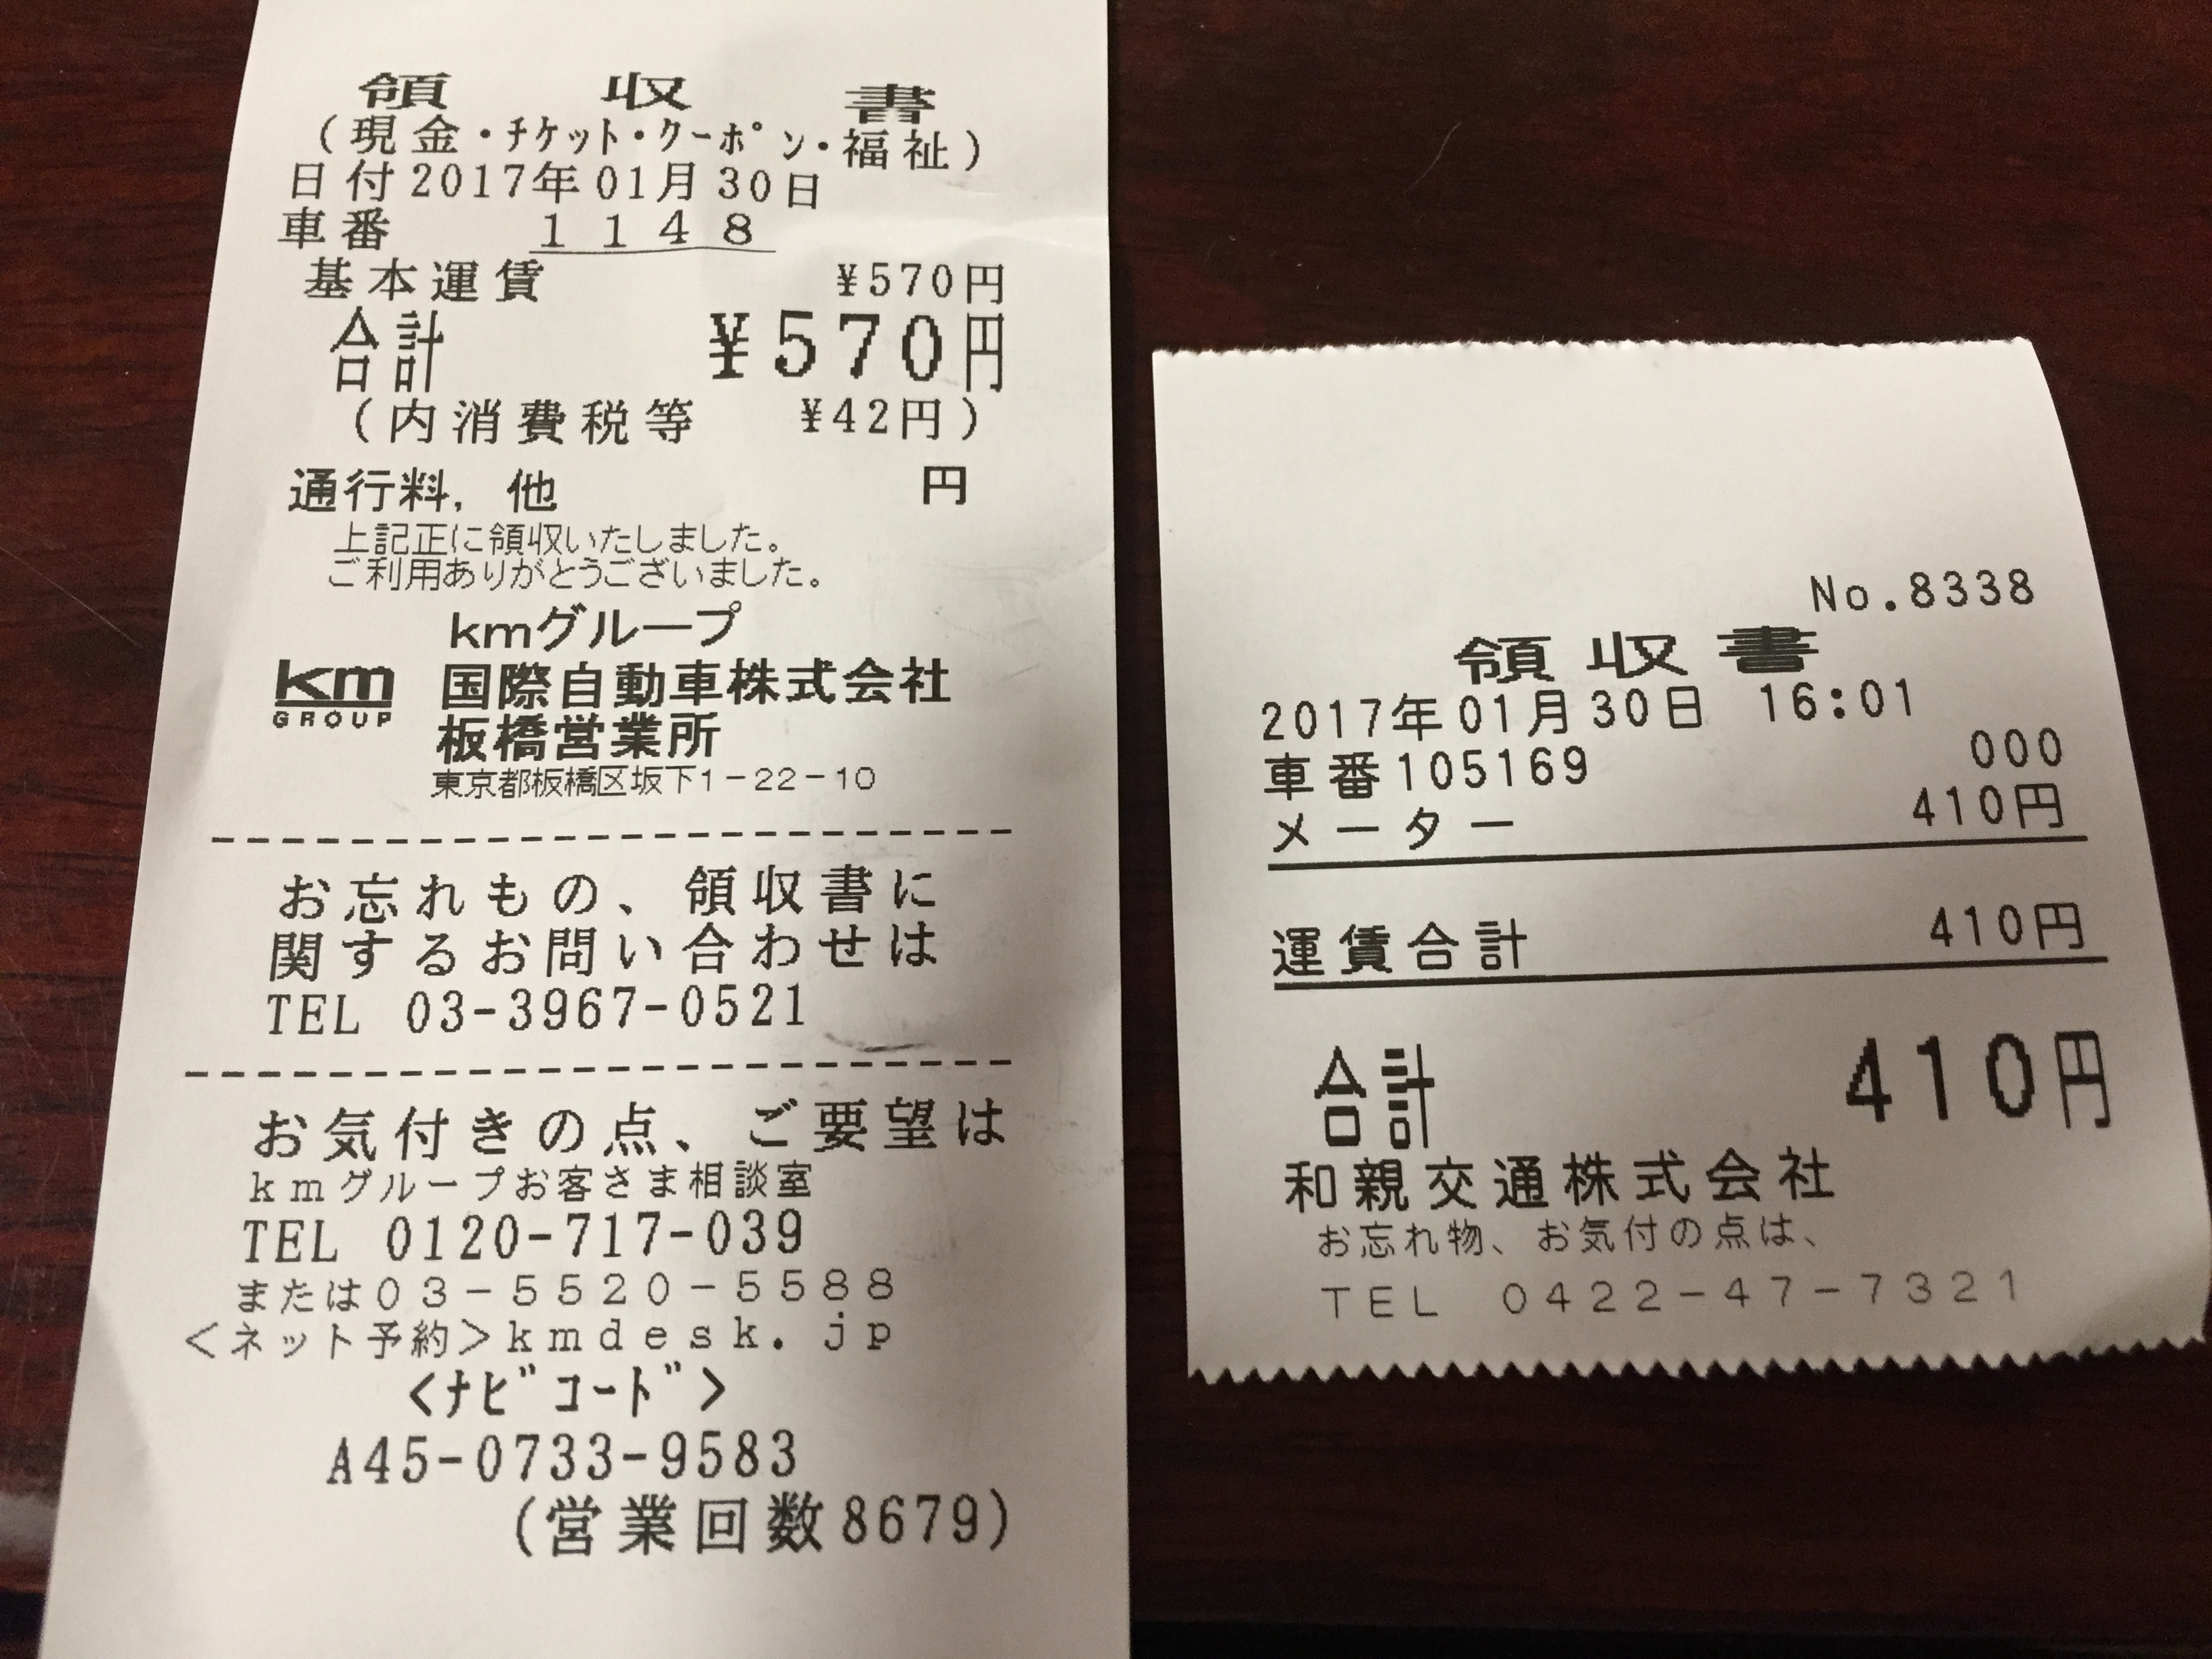 領収書
(現金・ﾁｹｯﾄ・ｸｰﾎﾟﾝ・福祉)
日付2017年01月30日
車番 1148
基本運賃 ¥570円
合計 ¥570円
(内消費税等 ¥42円)
通行料,他 円
上記正に領収いたしました。
ご利用ありがとうございました。
kmグループ
km GROUP
国際自動車株式会社
板橋営業所
東京都板橋区坂下1-22-10
お忘れもの、領収書に
関するお問い合わせは
TEL 03-3967-0521
お気付きの点、ご要望は
kmグループお客さま相談室
TEL 0120-717-039
または03-5520-5588
<ネット予約>kmdesk.jp
<ﾅﾋﾞｺｰﾄﾞ>
A45-0733-9583
(営業回数8679)
No.8338
領収書
2017年01月30日 16:01
車番105169 000
メーター 410円
運賃合計 410円
合計 410円
和親交通株式会社
お忘れ物、お気付の点は、
TEL 0422-47-7321